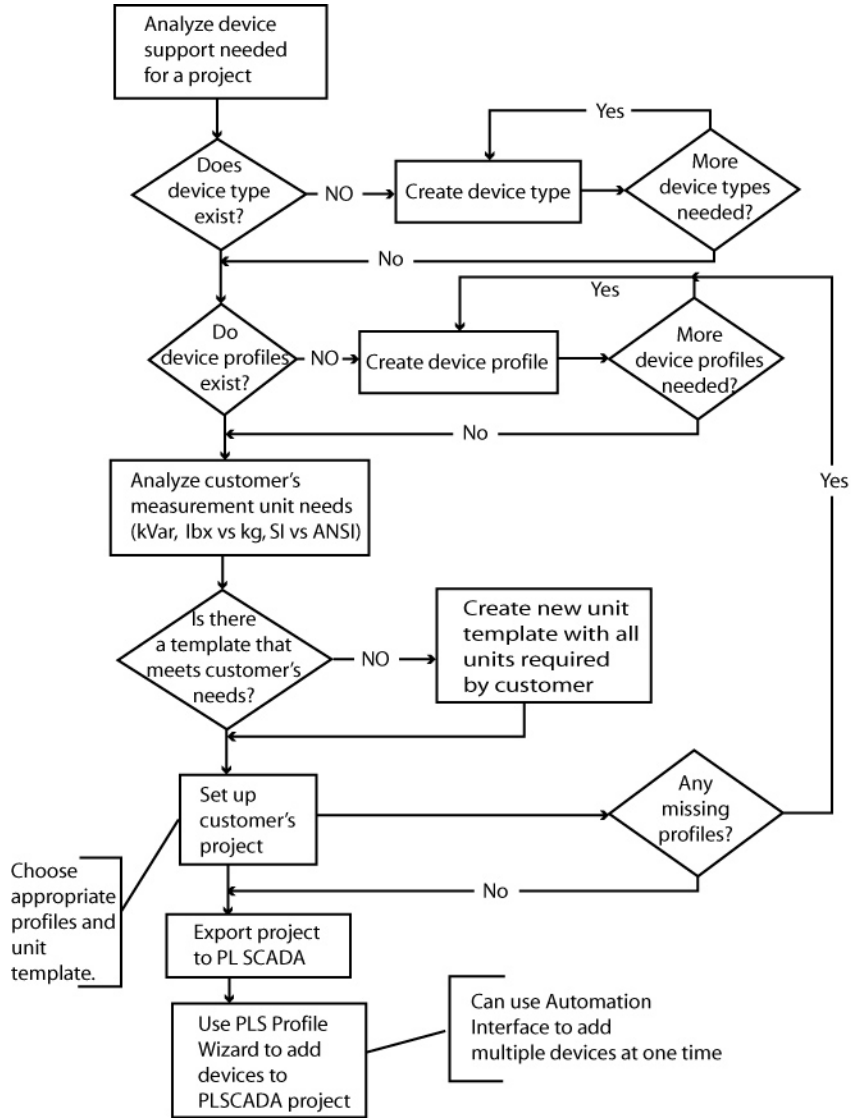 Analyze device
support needed
for a project
Yes
Does
device type
exist?
NO
Create device type
More
device types
needed?
No
Yes
Do
device profiles
exist?
NO
Create device profile
More
device profiles
needed?
No
Analyze customer's
measurement unit needs
(kVar, Ibx vs kg, SI vs ANSI)
Yes
Is there
a template that
meets customer's
needs?
NO
Create new unit
template with all
units required
by customer
Set up
customer's
project
Any
missing
profiles?
Choose
appropriate
profiles and
unit
template.
No
Export project
to PL SCADA
Use PLS Profile
Wizard to add
devices to
PLSCADA project
Can use Automation
Interface to add
multiple devices at one time